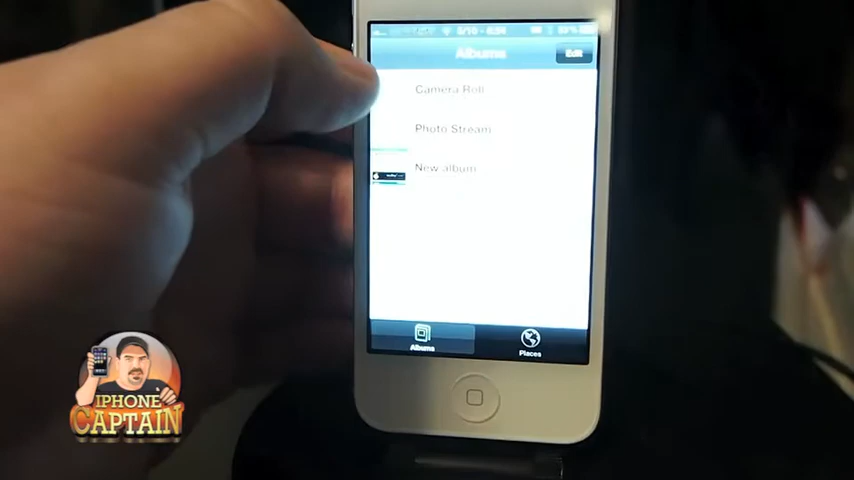 Albums
Edit
Camera Roll
Photo Stream
New album
Albums
Places
IPHONE
CAPTAIN